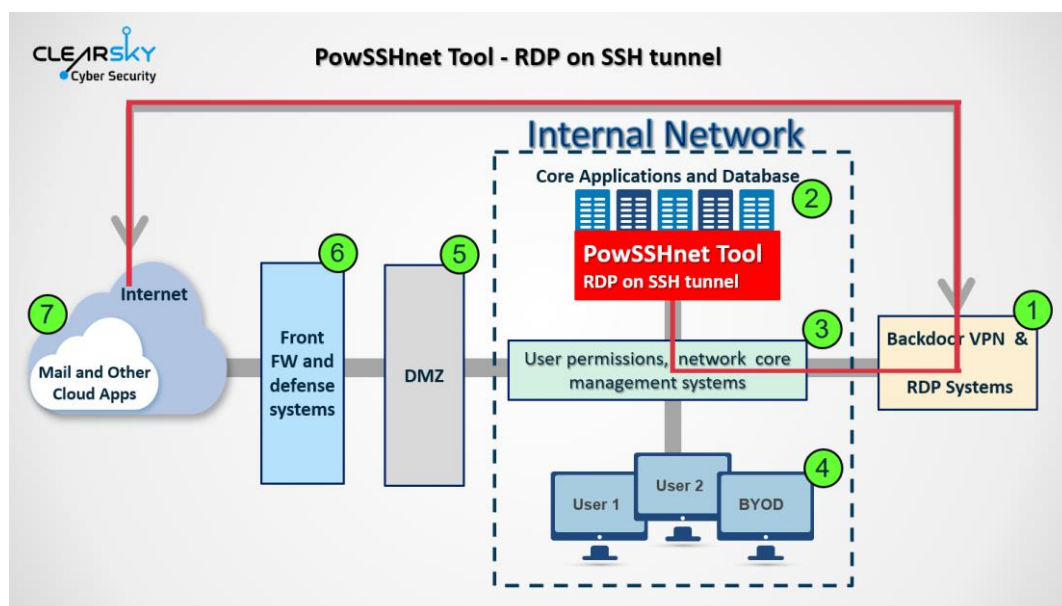 CLEARSKY
Cyber Security
PowSSHnet Tool - RDP on SSH tunnel
Internal Network
Core Applications and Database
2
PowSSHnet Tool
RDP on SSH tunnel
6
5
7
Internet
Mail and Other
Cloud Apps
Front
FW and
defense
systems
DMZ
3
User permissions, network core
management systems
1
Backdoor VPN &
RDP Systems
4
User 1
User 2
BYOD